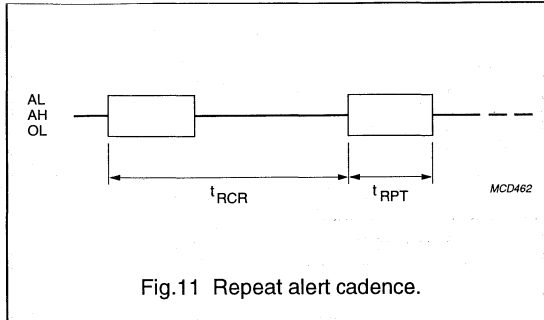 AL
AH
OL
tRCR
tRPT
MCD462
Fig.11 Repeat alert cadence.